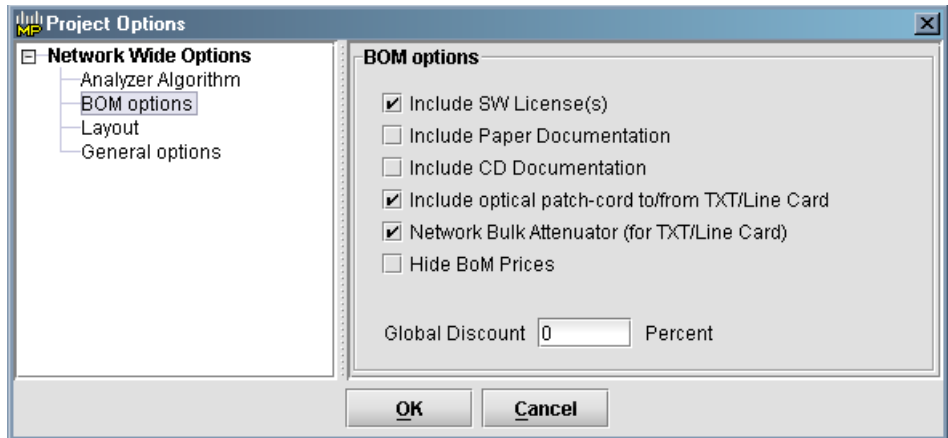 MP Project Options
Network Wide Options
Analyzer Algorithm
BOM options
Layout
General options
BOM options
Include SW License(s)
Include Paper Documentation
Include CD Documentation
Include optical patch-cord to/from TXT/Line Card
Network Bulk Attenuator (for TXT/Line Card)
Hide BoM Prices
Global Discount 0 Percent
OK Cancel